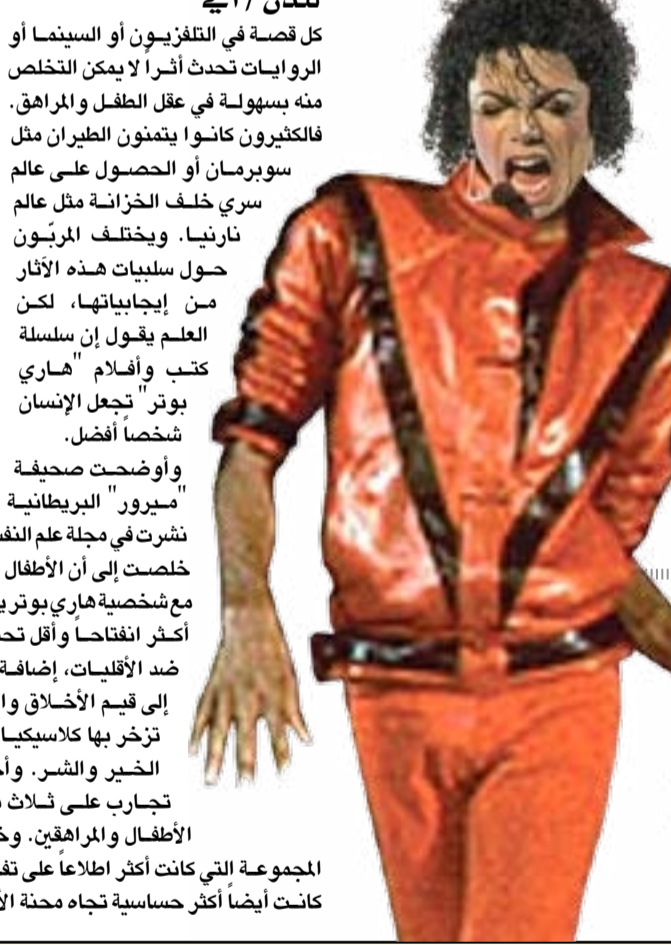 كل قصة في التلفزيون أو السينما أو
الروايات تحدث أثراً لا يمكن التخلص
منه بسهولة في عقل الطفل والمراهق.
فالكثيرون كانوا يتمنون الطيران مثل
سوبرمان أو الحصول على عالم
سري خلف الخزانة مثل عالم
نارنيا. ويختلف المربّون
حول سلبيات هذه الآثار
من إيجابياتها، لكن
العلم يقول إن سلسلة
كتب وأفلام "هاري
بوتر" تجعل الإنسان
شخصاً أفضل.
وأوضحت صحيفة
"ميرور" البريطانية
نشرت في مجلة علم
خلصت إلى أن الأطفال
مع شخصية هاري بوتر
أكثر انفتاحاً وأقل
ضد الأقليات، إضافة
إلى قيم الأخلاق
تزخر بها
الخير والشر.
تجارب على ثلاث
الأطفال والمراهقين.
المجموعة التي كانت أكثر اطلاعاً على
كانت أيضاً أكثر حساسية تجاه محنة